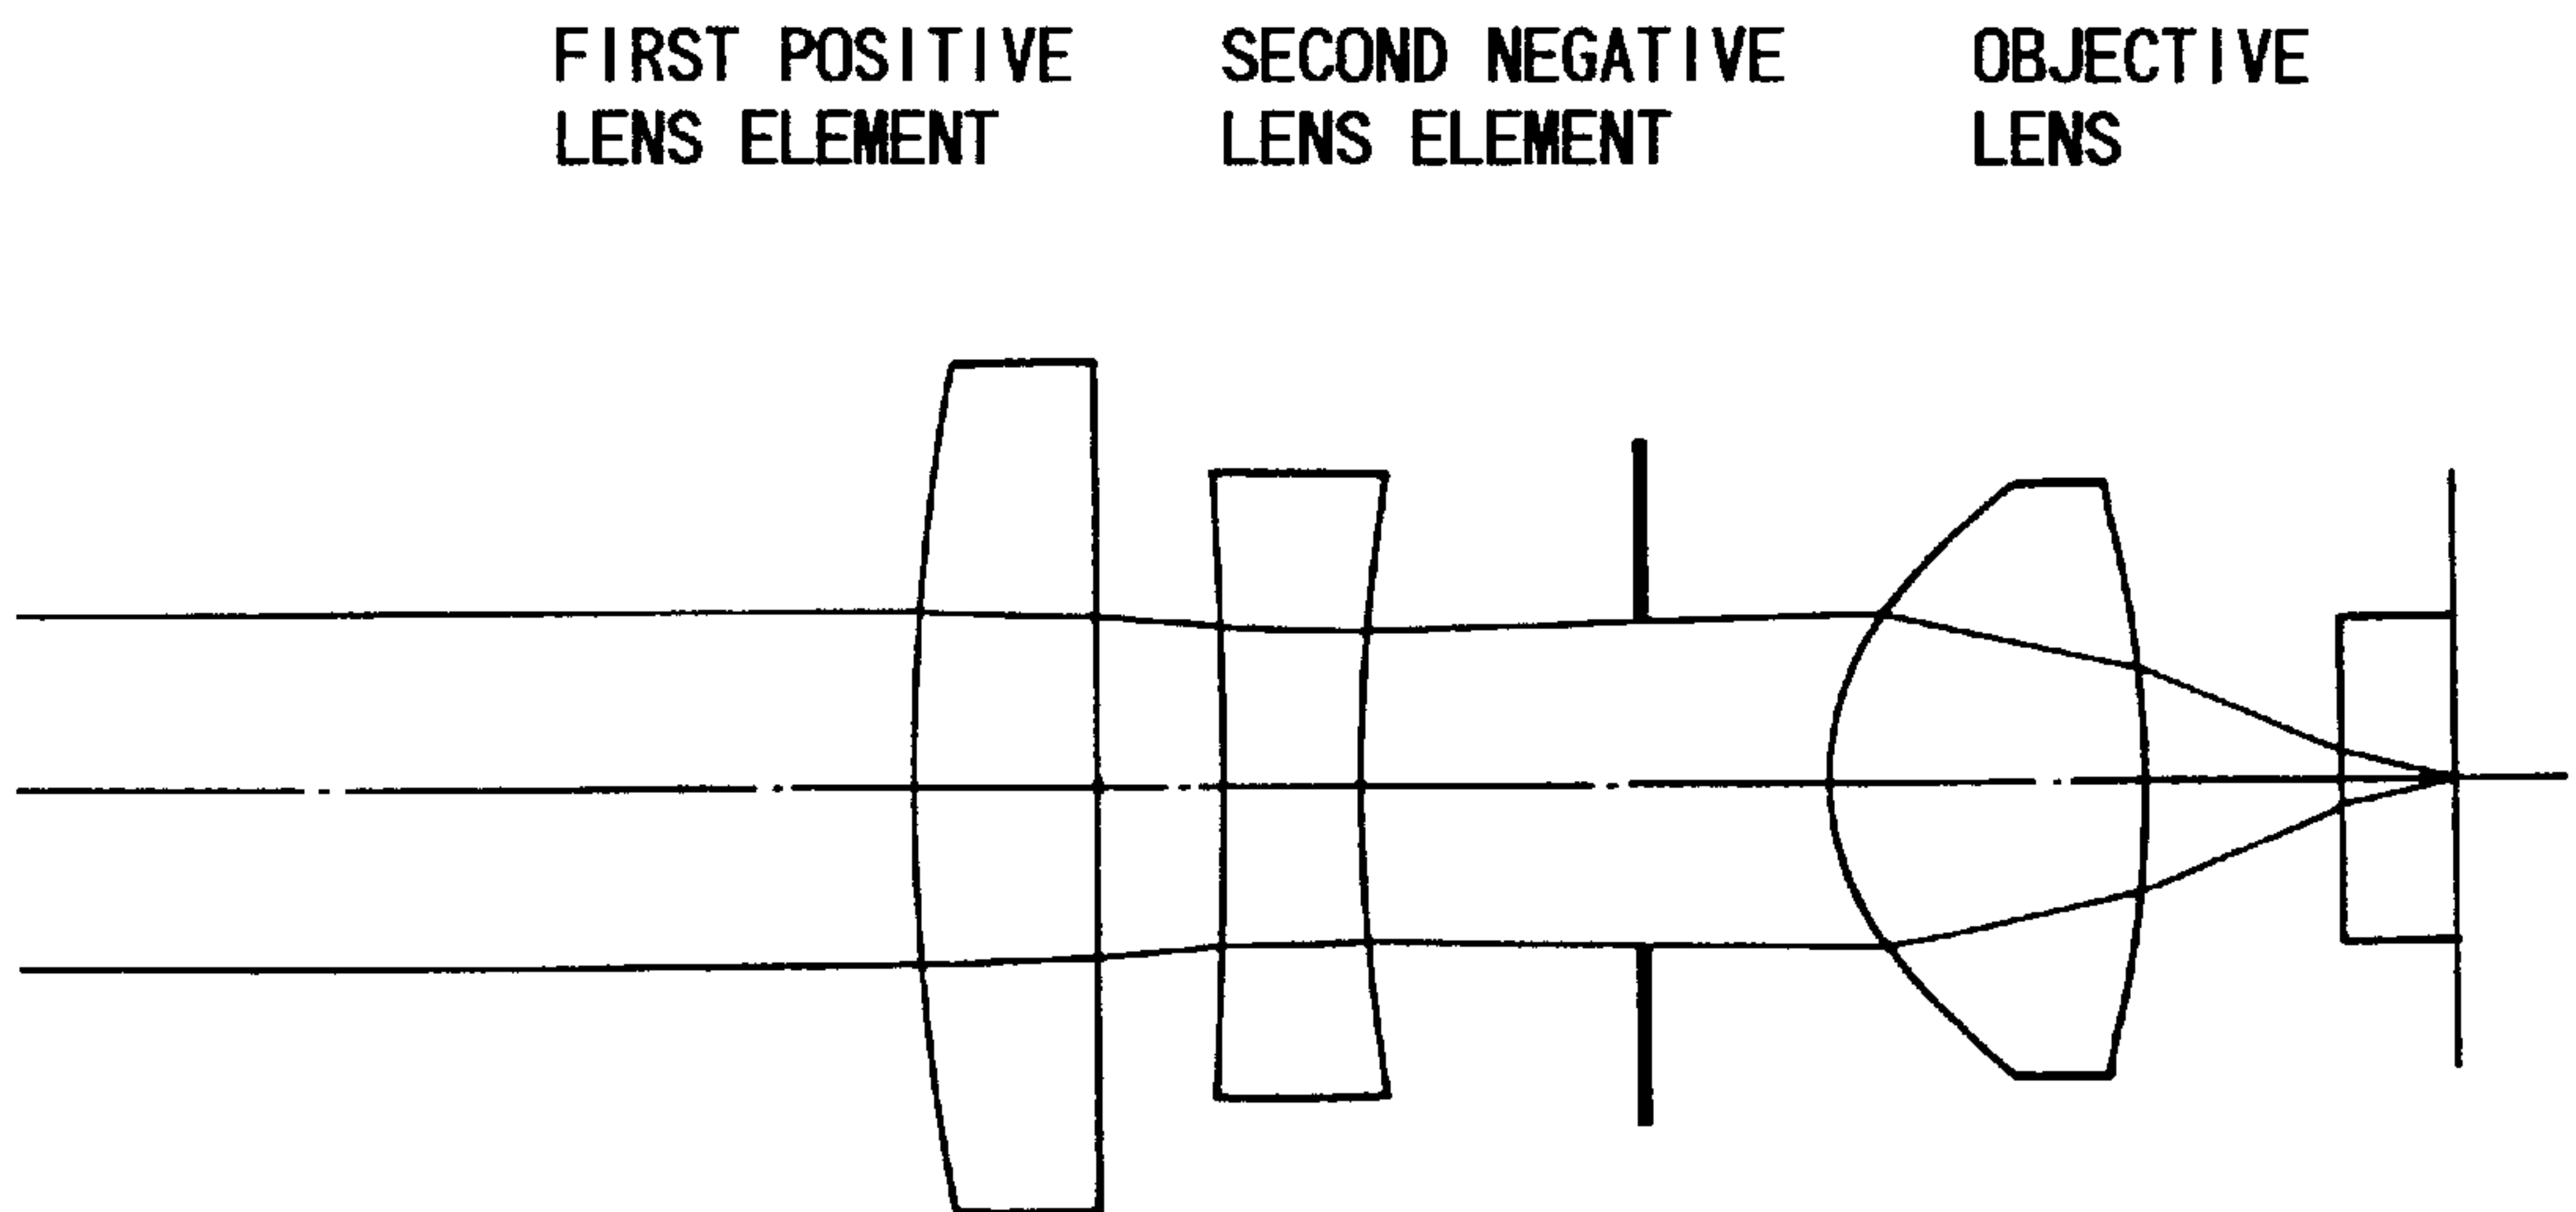 FIRST POSITIVE
LENS ELEMENT
SECOND NEGATIVE
LENS ELEMENT
OBJECTIVE
LENS